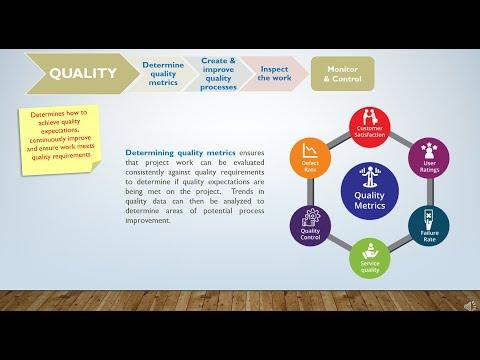 QUALITY
Determine
quality
metrics
Create &
improve
quality
processes
Inspect
the work
Monitor
& Control
Determines how to
achieve quality
expectations,
continuously improve
and ensure work meets
quality requirements
Determining quality metrics ensures
that project work can be evaluated
consistently against quality requirements
to determine if quality expectations are
being met on the project. Trends in
quality data can then be analyzed to
determine areas of potential process
improvement.
Customer
Satisfaction
Defect
Rate
User
Ratings
Quality
Metrics
Quality
Control
Failure
Rate
Service
quality